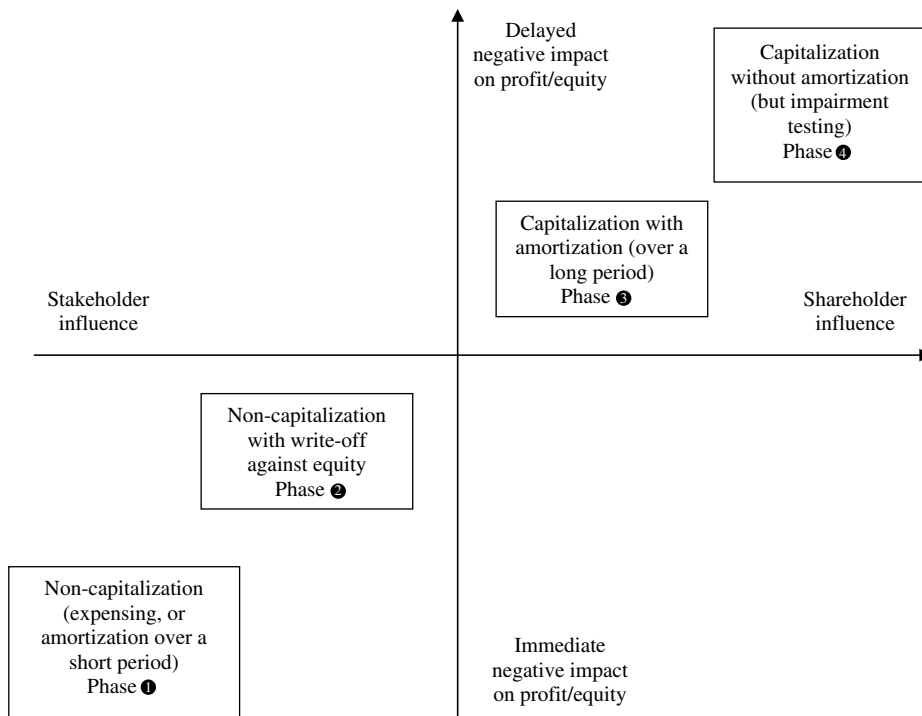 Delayed
negative impact
on profit/equity
Capitalization
without amortization
(but impairment
testing)
Phase ❹
Capitalization with
amortization (over a
long period)
Phase ❸
Stakeholder
influence
Shareholder
influence
Non-capitalization
with write-off
against equity
Phase ❷
Non-capitalization
(expensing, or
amortization over a
short period)
Phase ❶
Immediate
negative impact
on profit/equity